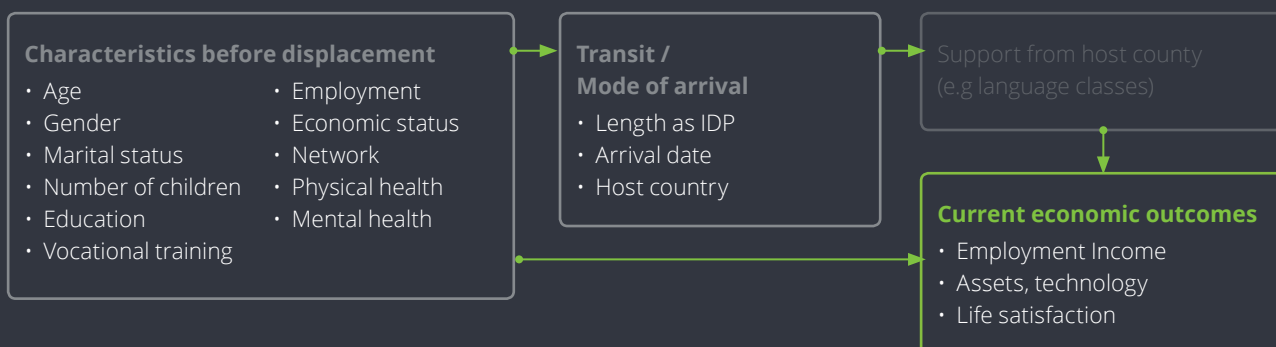 Characteristics before displacement
• Age
• Gender
• Marital status
• Number of children
• Education
• Vocational training
• Employment
• Economic status
• Network
• Physical health
• Mental health
Transit /
Mode of arrival
• Length as IDP
• Arrival date
• Host country
Support from host county
(e.g language classes)
Current economic outcomes
• Employment Income
• Assets, technology
• Life satisfaction